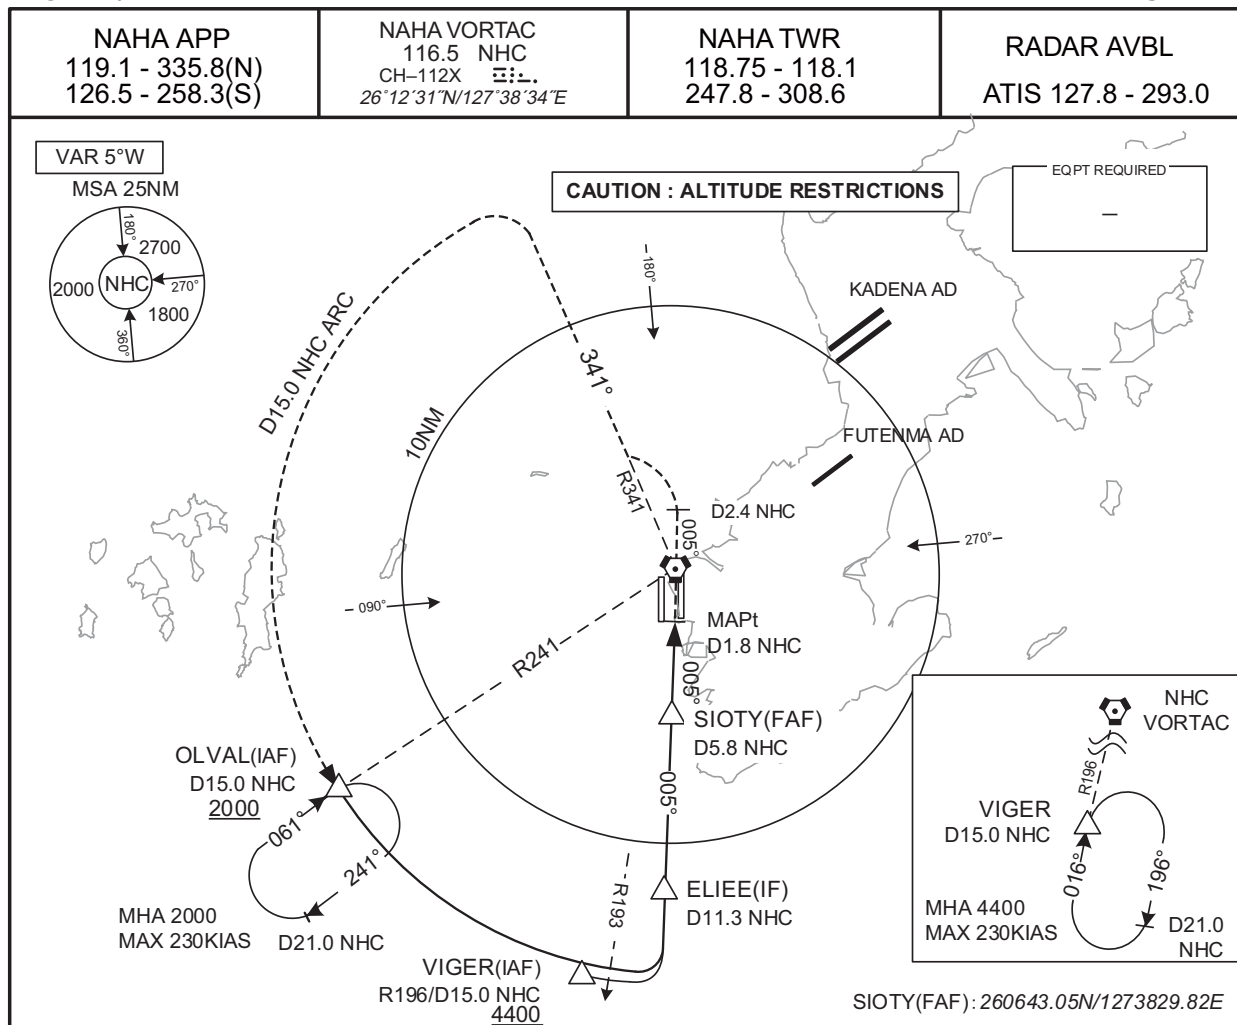 NAHA APP
119.1 - 335.8(N)
126.5 - 258.3(S)
NAHA VORTAC
116.5 NHC
CH–112X
26°12´31˝N/127°38´34˝E
NAHA TWR
118.75 - 118.1
247.8 - 308.6
RADAR AVBL
ATIS 127.8 - 293.0
VAR 5°W
MSA 25NM
180°
2700
2000
NHC
270°
1800
360°
CAUTION : ALTITUDE RESTRICTIONS
EQPT REQUIRED
–
180°
KADENA AD
D15.0 NHC ARC
341°
10NM
FUTENMA AD
R341
D2.4 NHC
005°
270°
090°
MAPt
D1.8 NHC
R241
005°
SIOTY(FAF)
D5.8 NHC
OLVAL(IAF)
D15.0 NHC
2000
005°
061°
241°
MHA 2000
MAX 230KIAS
D21.0 NHC
R193
ELIEE(IF)
D11.3 NHC
VIGER(IAF)
R196/D15.0 NHC
4400
NHC
VORTAC
R196
VIGER
D15.0 NHC
016°
196°
MHA 4400
MAX 230KIAS
D21.0
NHC
SIOTY(FAF): 260643.05N/1273829.82E